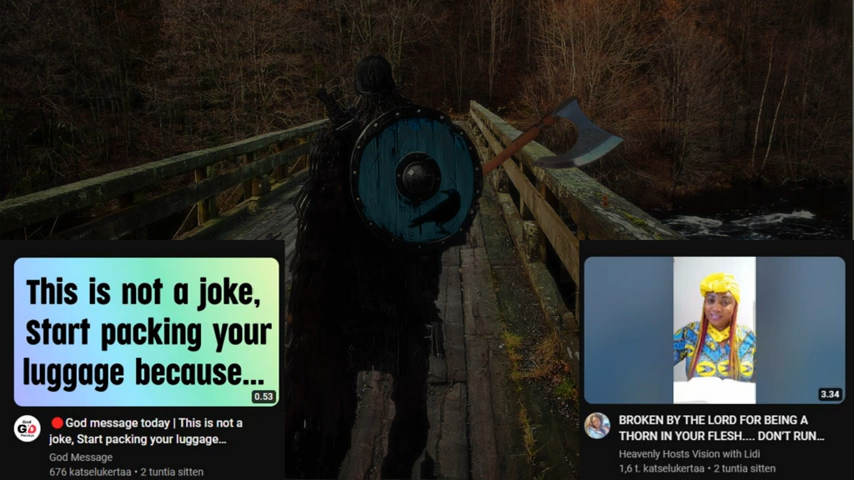 This is not a joke,
Start packing your
luggage because...
0.53
🔴God message today | This is not a
joke, Start packing your luggage…
God Message
676 katselukertaa • 2 tuntia sitten
3.34
BROKEN BY THE LORD FOR BEING A
THORN IN YOUR FLESH.... DON'T RUN…
Heavenly Hosts Vision with Lidi
1,6 t. katselukertaa • 2 tuntia sitten